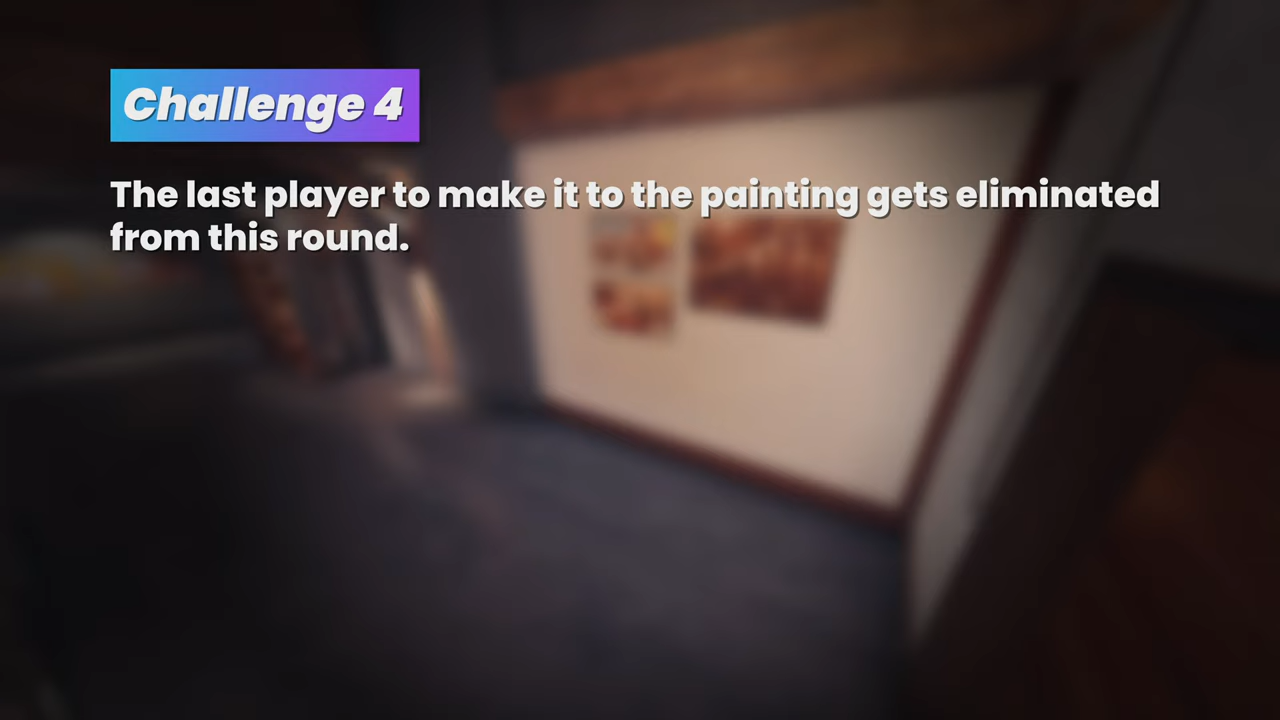 Challenge 4
The last player to make it to the painting gets eliminated
from this round.